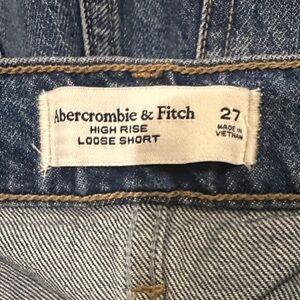 Abercrombie & Fitch
HIGH RISE
LOOSE SHORT
27
MADE IN
VIETNAM